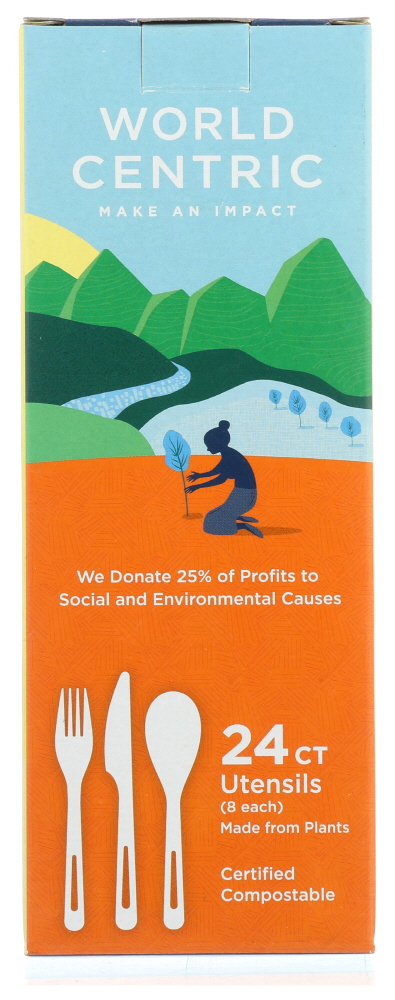 WORLD
CENTRIC
MAKE AN IMPACT
We Donate 25% of Profits to
Social and Environmental Causes
24 CT
Utensils
(8 each)
Made from Plants
Certified
Compostable